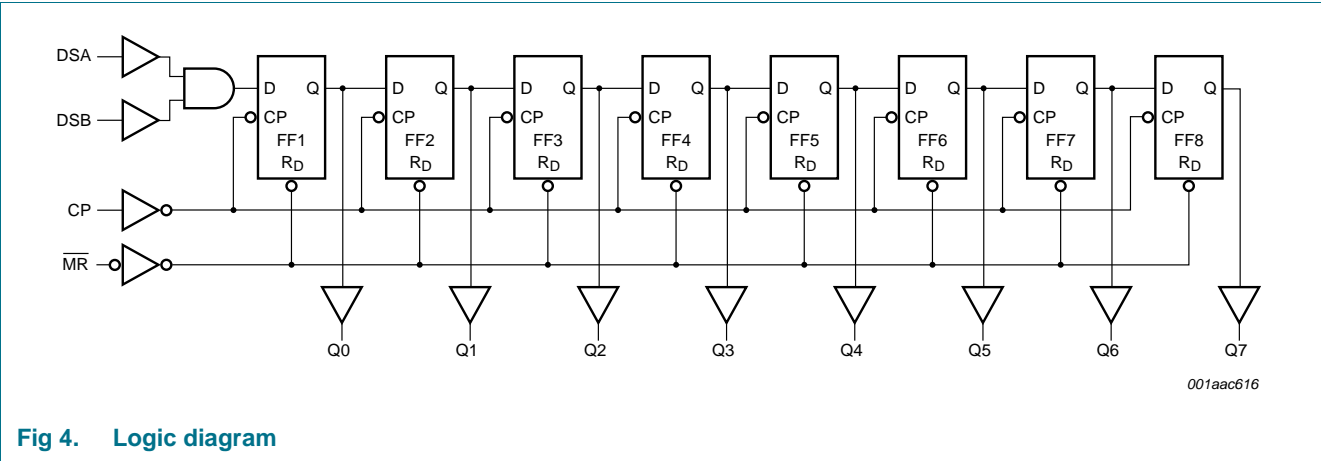 DSA
DSB
CP
M̅R̅
D Q D Q D Q D Q D Q D Q D Q D Q
CP CP CP CP CP CP CP CP
FF1 FF2 FF3 FF4 FF5 FF6 FF7 FF8
RD RD RD RD RD RD RD RD
Q0 Q1 Q2 Q3 Q4 Q5 Q6 Q7
001aac616
Fig 4. Logic diagram